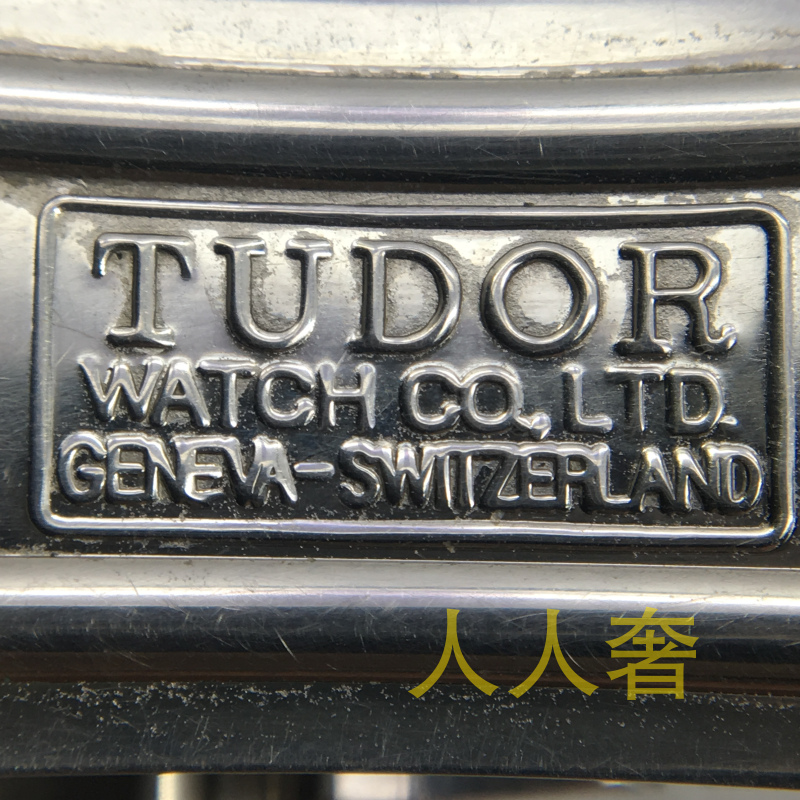 TUDOR
WATCH CO., LTD.
GENEVA-SWITZERLAND
人人奢